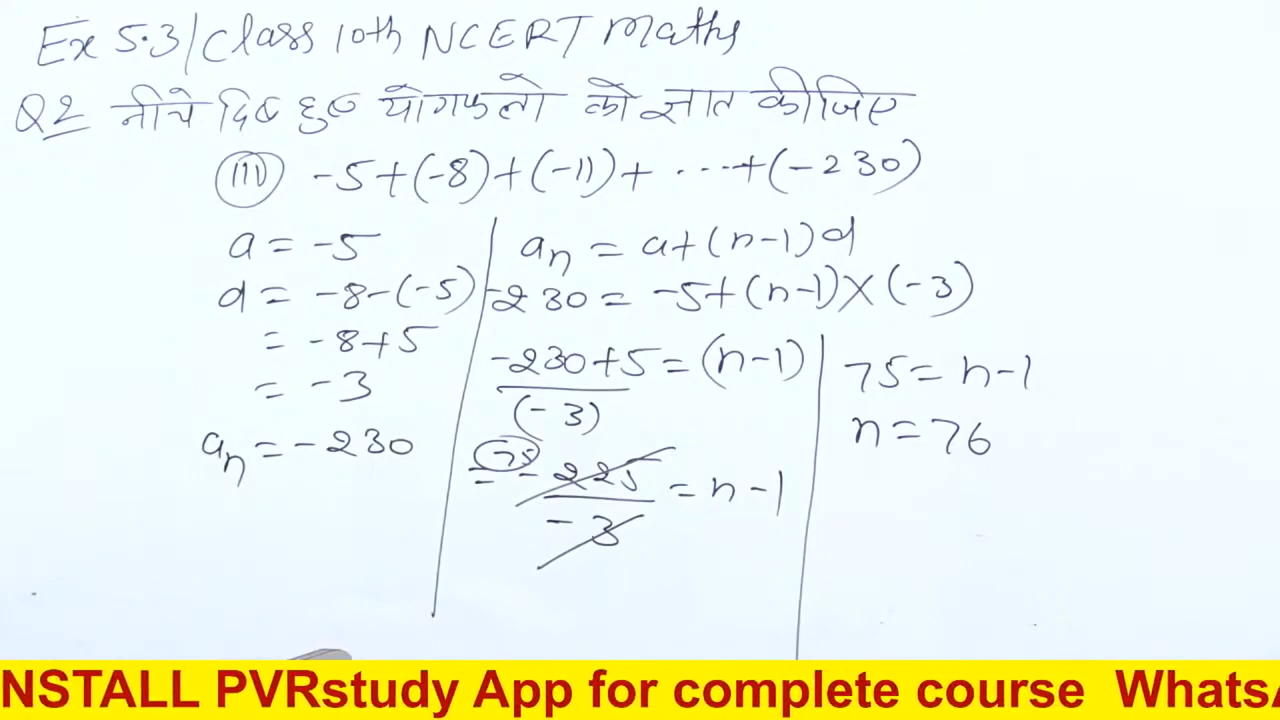 Ex 5.3/Class 10th NCERT Maths
Q2 नीचे दिए हुए योगफलो को ज्ञात कीजिए
(iii) -5+(-8)+(-11)+ ....+(-230)
a = -5
d = -8-(-5)
= -8+5
= -3
an = -230
an = a+(n-1)d
-230 = -5+(n-1)×(-3)
-230+5 = (n-1)
(-3)
75
-225 = n-1
-3
75 = n-1
n = 76
NSTALL PVRstudy App for complete course WhatsA